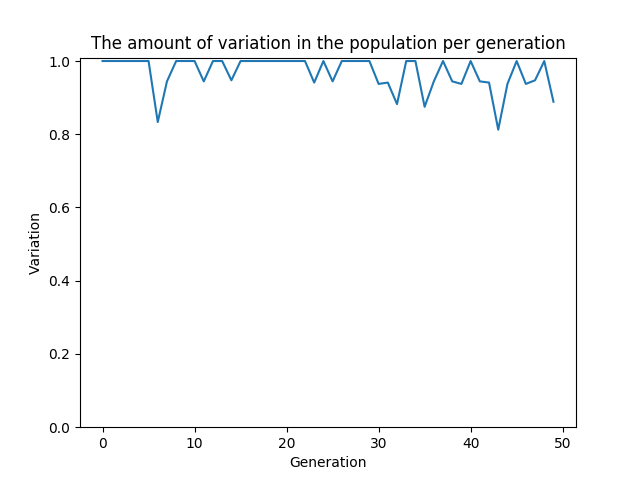 The amount of variation in the population per generation
1.0
0.8
0.6
0.4
0.2
0.0
Variation
0 10 20 30 40 50
Generation